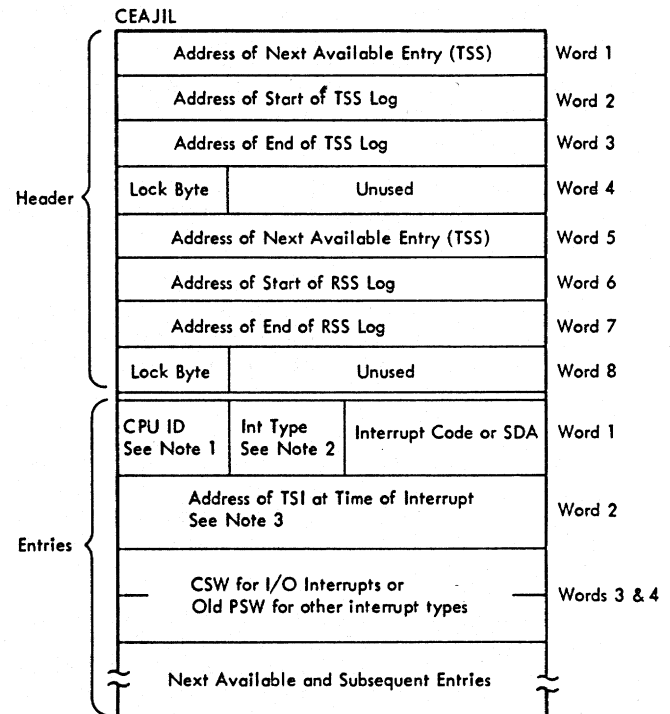 CEAJIL
Address of Next Available Entry (TSS) Word 1
Address of Start of TSS Log Word 2
Address of End of TSS Log Word 3
Header
Lock Byte Unused Word 4
Address of Next Available Entry (TSS) Word 5
Address of Start of RSS Log Word 6
Address of End of RSS Log Word 7
Lock Byte Unused Word 8
CPU ID
See Note 1
Int Type
See Note 2
Interrupt Code or SDA Word 1
Address of TSI at Time of Interrupt
See Note 3
Word 2
Entries
CSW for I/O Interrupts or
Old PSW for other interrupt types
Words 3 & 4
Next Available and Subsequent Entries